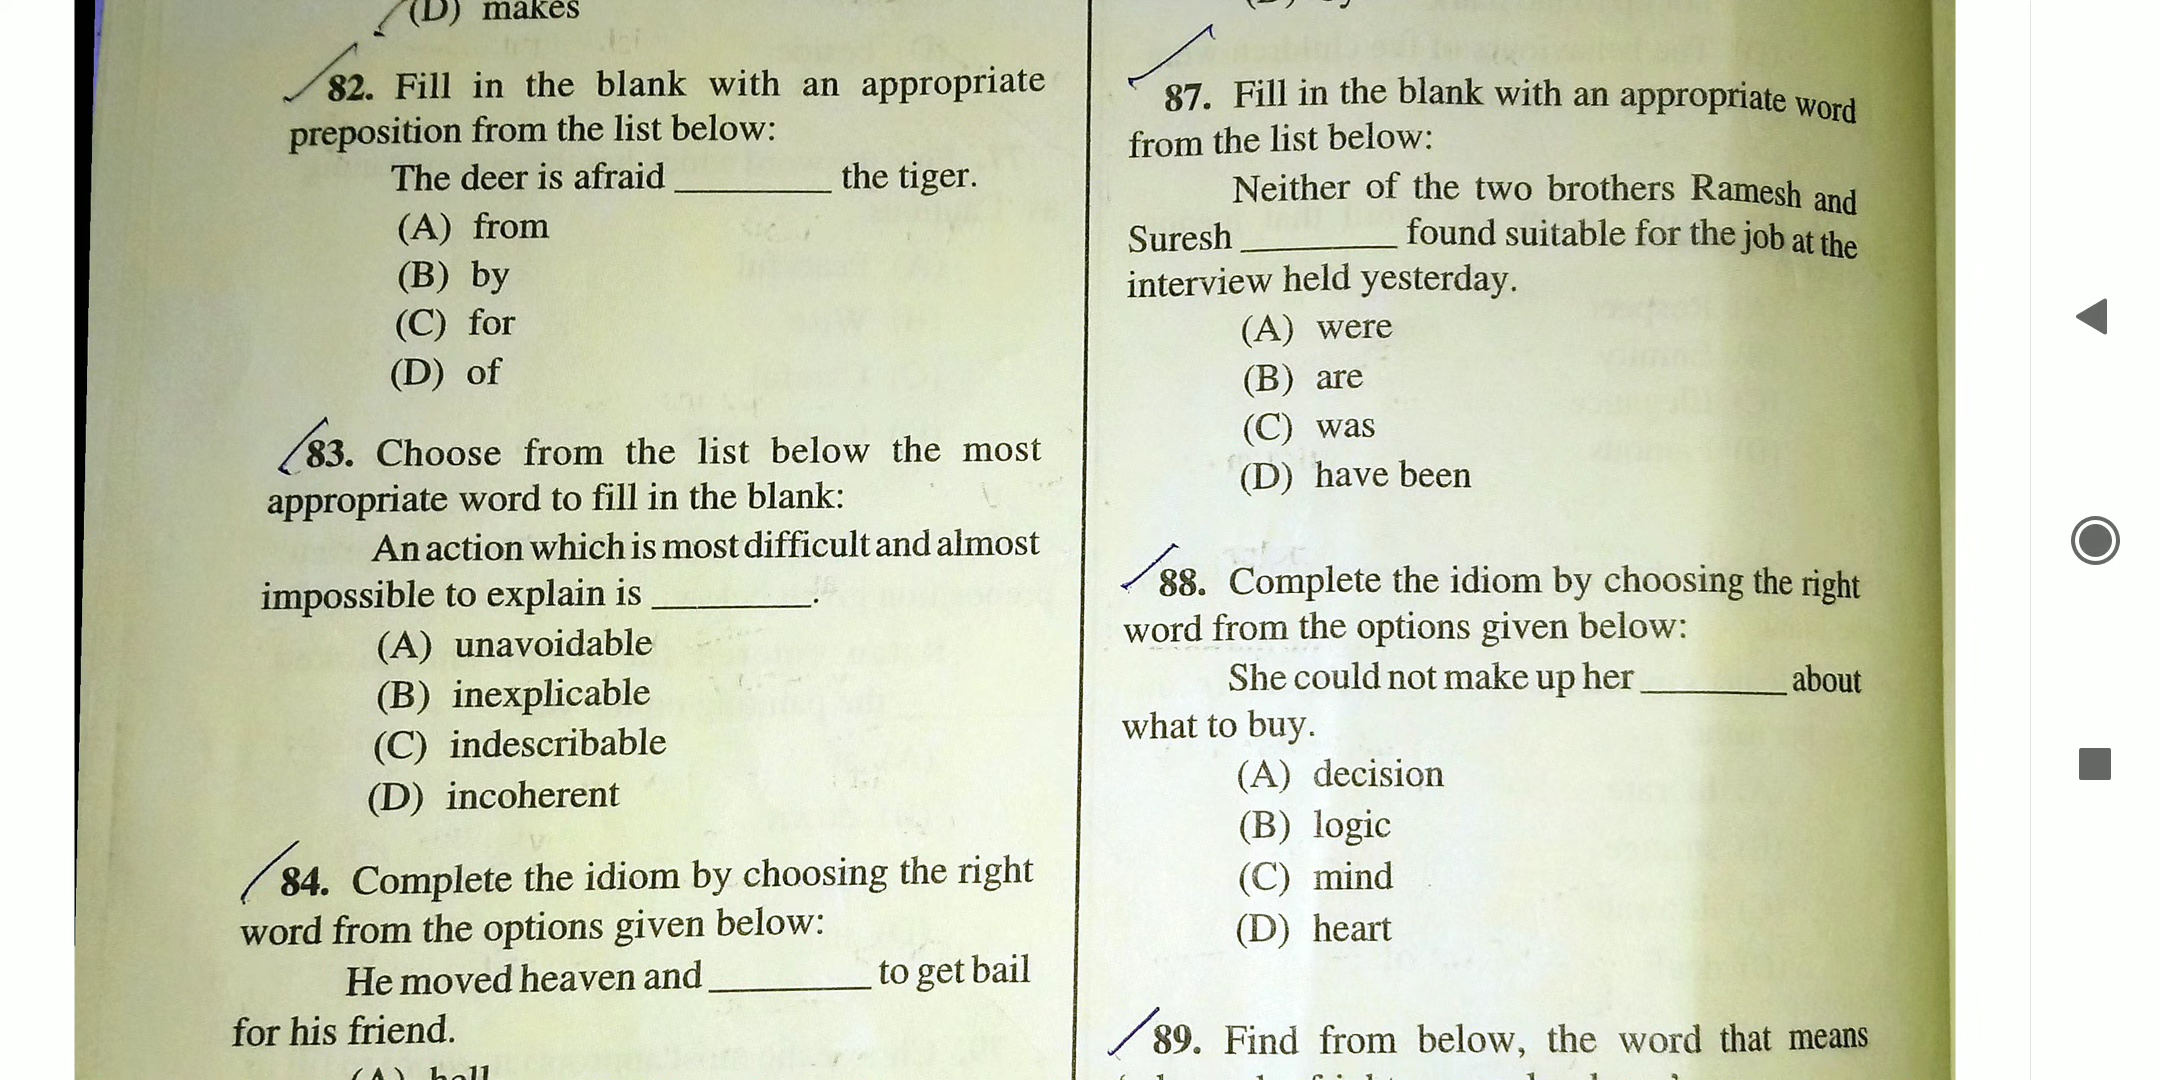 (D) makes
82. Fill in the blank with an appropriate
preposition from the list below:
The deer is afraid ________ the tiger.
(A) from
(B) by
(C) for
(D) of
83. Choose from the list below the most
appropriate word to fill in the blank:
An action which is most difficult and almost
impossible to explain is ________.
(A) unavoidable
(B) inexplicable
(C) indescribable
(D) incoherent
84. Complete the idiom by choosing the right
word from the options given below:
He moved heaven and ________ to get bail
for his friend.
(A) hell
87. Fill in the blank with an appropriate word
from the list below:
Neither of the two brothers Ramesh and
Suresh ________ found suitable for the job at the
interview held yesterday.
(A) were
(B) are
(C) was
(D) have been
88. Complete the idiom by choosing the right
word from the options given below:
She could not make up her ________ about
what to buy.
(A) decision
(B) logic
(C) mind
(D) heart
89. Find from below, the word that means